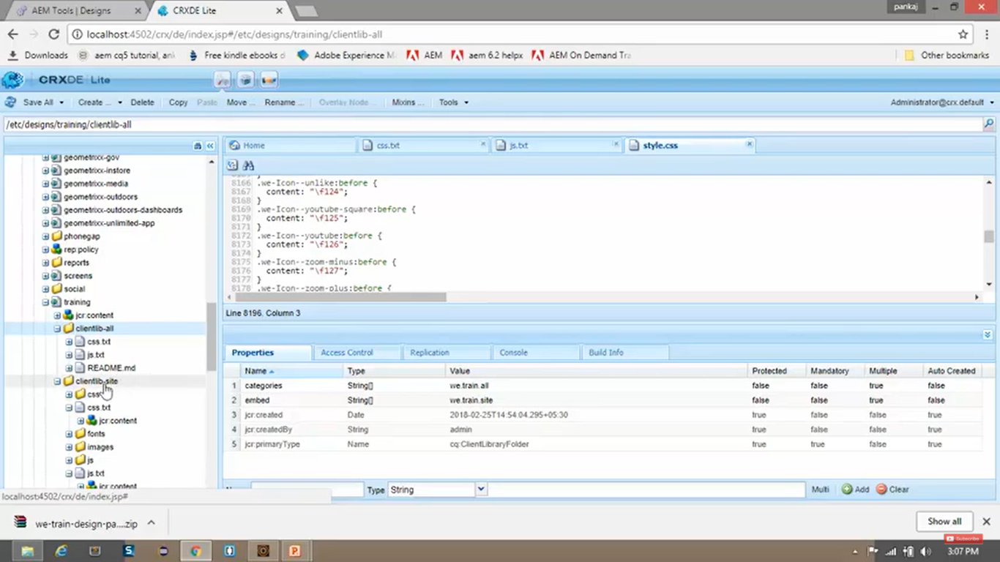 AEM Tools | Designs
CRXDE Lite
pankaj
localhost:4502/crx/de/index.jsp#/etc/designs/training/clientlib-all
Downloads
aem cq5 tutorial, ank
Free kindle ebooks d
Adobe Experience M
AEM
aem 6.2 helpx
AEM On Demand Tra
Other bookmarks
CRXDE | Lite
Save All
Create ...
Delete
Copy
Paste
Move ...
Rename ...
Overlay Node ...
Mixins ...
Tools
Administrator@crx.default
/etc/designs/training/clientlib-all
geometrixx-gov
geometrixx-instore
geometrixx-media
geometrixx-outdoors
geometrixx-outdoors-dashboards
geometrixx-unlimited-app
phonegap
rep:policy
reports
screens
social
training
jcr:content
clientlib-all
css.txt
js.txt
README.md
clientlib-site
css
css.txt
jcr:content
fonts
images
js
js.txt
jcr:content
Home
css.txt
js.txt
style.css
8166 .we-Icon--unlike:before {
8167 content: "\f124";
8168 }
8169 .we-Icon--youtube-square:before {
8170 content: "\f125";
8171 }
8172 .we-Icon--youtube:before {
8173 content: "\f126";
8174 }
8175 .we-Icon--zoom-minus:before {
8176 content: "\f127";
8177 }
8178 .we-Icon--zoom-plus:before {
Line 8196, Column 3
Properties
Access Control
Replication
Console
Build Info
Name Type Value Protected Mandatory Multiple Auto Created
1 categories String[] we.train.all false false true false
2 embed String[] we.train.site false false true false
3 jcr:created Date 2018-02-25T14:54:04.295+05:30 true false false true
4 jcr:createdBy String admin true false false true
5 jcr:primaryType Name cq:ClientLibraryFolder true true false true
Type String Multi Add Clear
localhost:4502/crx/de/index.jsp#
we-train-design-pa....zip
Show all
Subscribe
3:07 PM